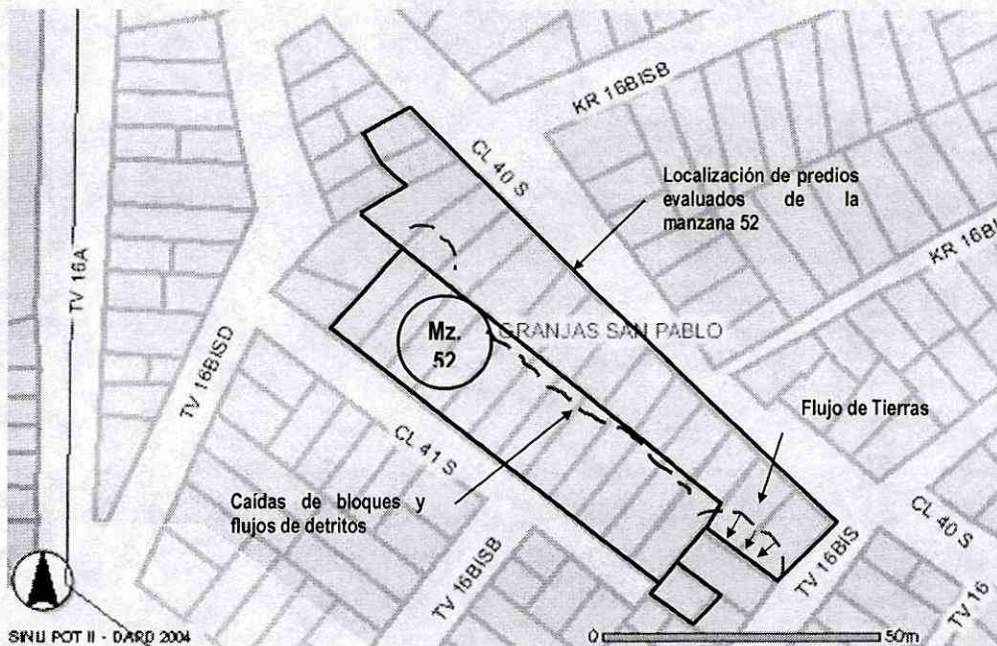 KR 16BISB
CL 40 S
Localización de predios
evaluados de la
manzana 52
TV 16A
KR 16BI
Mz.
52
GRANJAS SAN PABLO
TV 16BISD
Flujo de Tierras
CL 41 S
Caídas de bloques y
flujos de detritos
CL 40 S
TV 16BISB
TV 16BIS
TV 16
SINU POT II - DARD 2004
0
50m